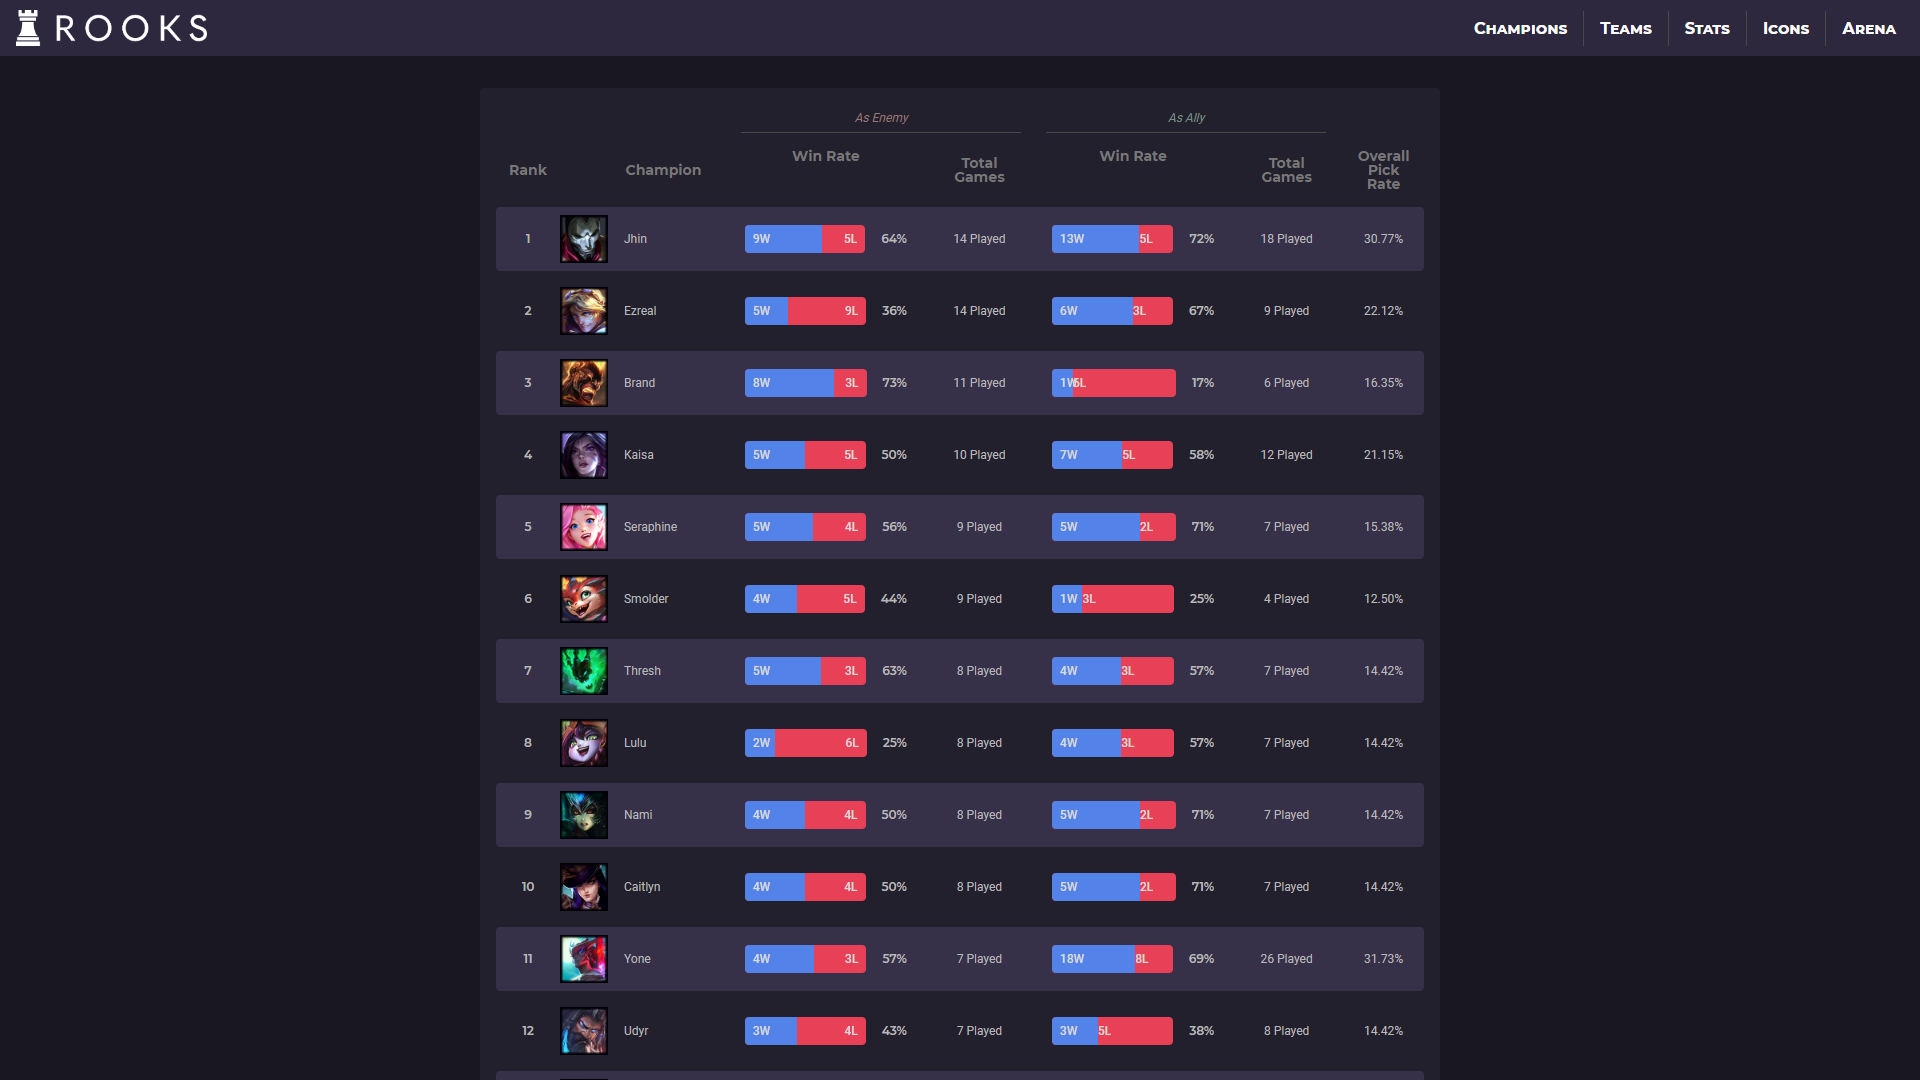 ROOKS
Champions Teams Stats Icons Arena
As Enemy As Ally
Rank Champion Win Rate Total Games Win Rate Total Games Overall Pick Rate
1 Jhin 9W 5L 64% 14 Played 13W 5L 72% 18 Played 30.77%
2 Ezreal 5W 9L 36% 14 Played 6W 3L 67% 9 Played 22.12%
3 Brand 8W 3L 73% 11 Played 1W 5L 17% 6 Played 16.35%
4 Kaisa 5W 5L 50% 10 Played 7W 5L 58% 12 Played 21.15%
5 Seraphine 5W 4L 56% 9 Played 5W 2L 71% 7 Played 15.38%
6 Smolder 4W 5L 44% 9 Played 1W 3L 25% 4 Played 12.50%
7 Thresh 5W 3L 63% 8 Played 4W 3L 57% 7 Played 14.42%
8 Lulu 2W 6L 25% 8 Played 4W 3L 57% 7 Played 14.42%
9 Nami 4W 4L 50% 8 Played 5W 2L 71% 7 Played 14.42%
10 Caitlyn 4W 4L 50% 8 Played 5W 2L 71% 7 Played 14.42%
11 Yone 4W 3L 57% 7 Played 18W 8L 69% 26 Played 31.73%
12 Udyr 3W 4L 43% 7 Played 3W 5L 38% 8 Played 14.42%